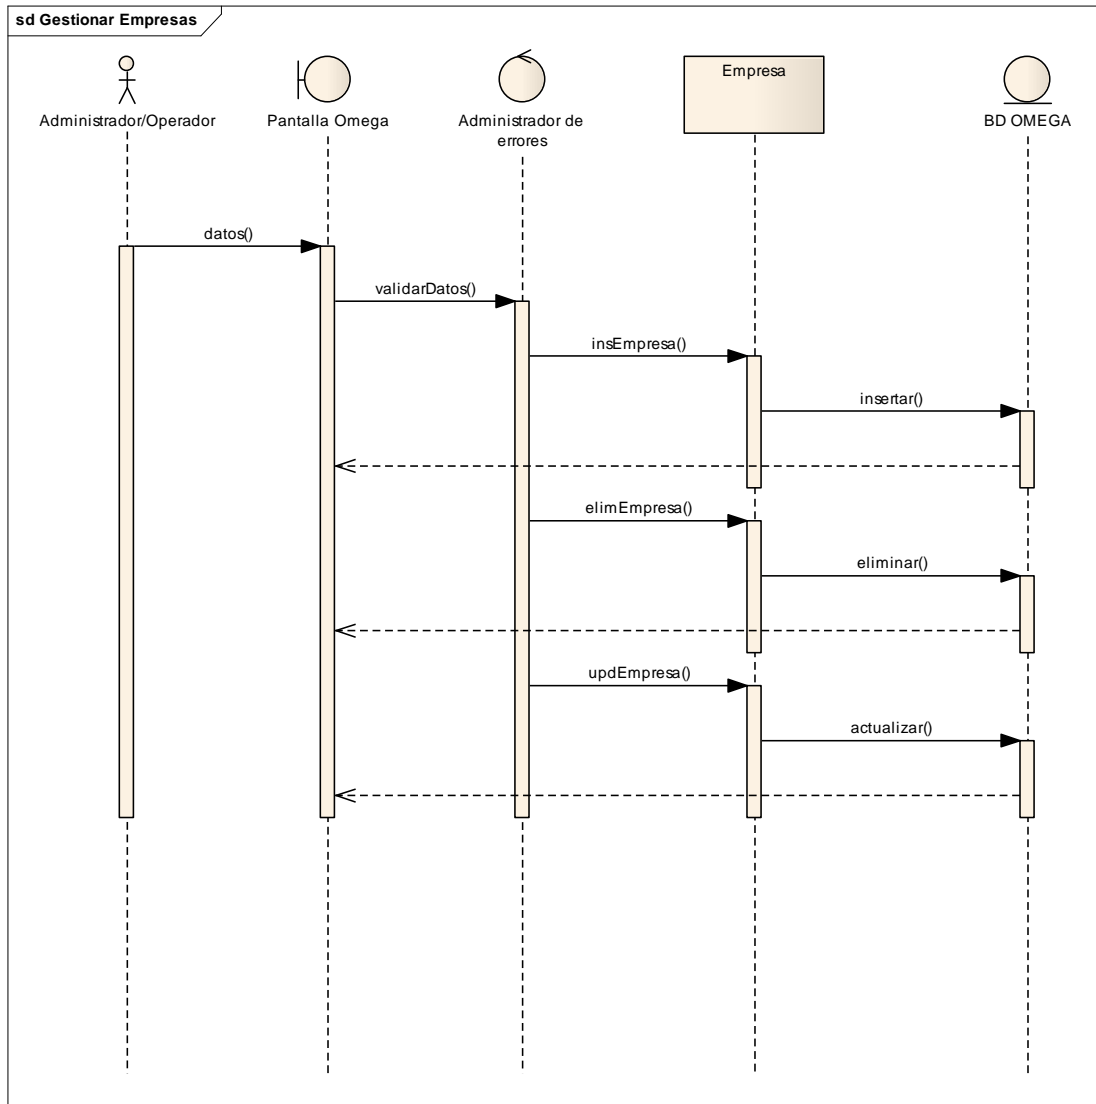 sd Gestionar Empresas
Administrador/Operador
Pantalla Omega
Administrador de
errores
Empresa
BD OMEGA
datos()
validarDatos()
insEmpresa()
insertar()
elimEmpresa()
eliminar()
updEmpresa()
actualizar()